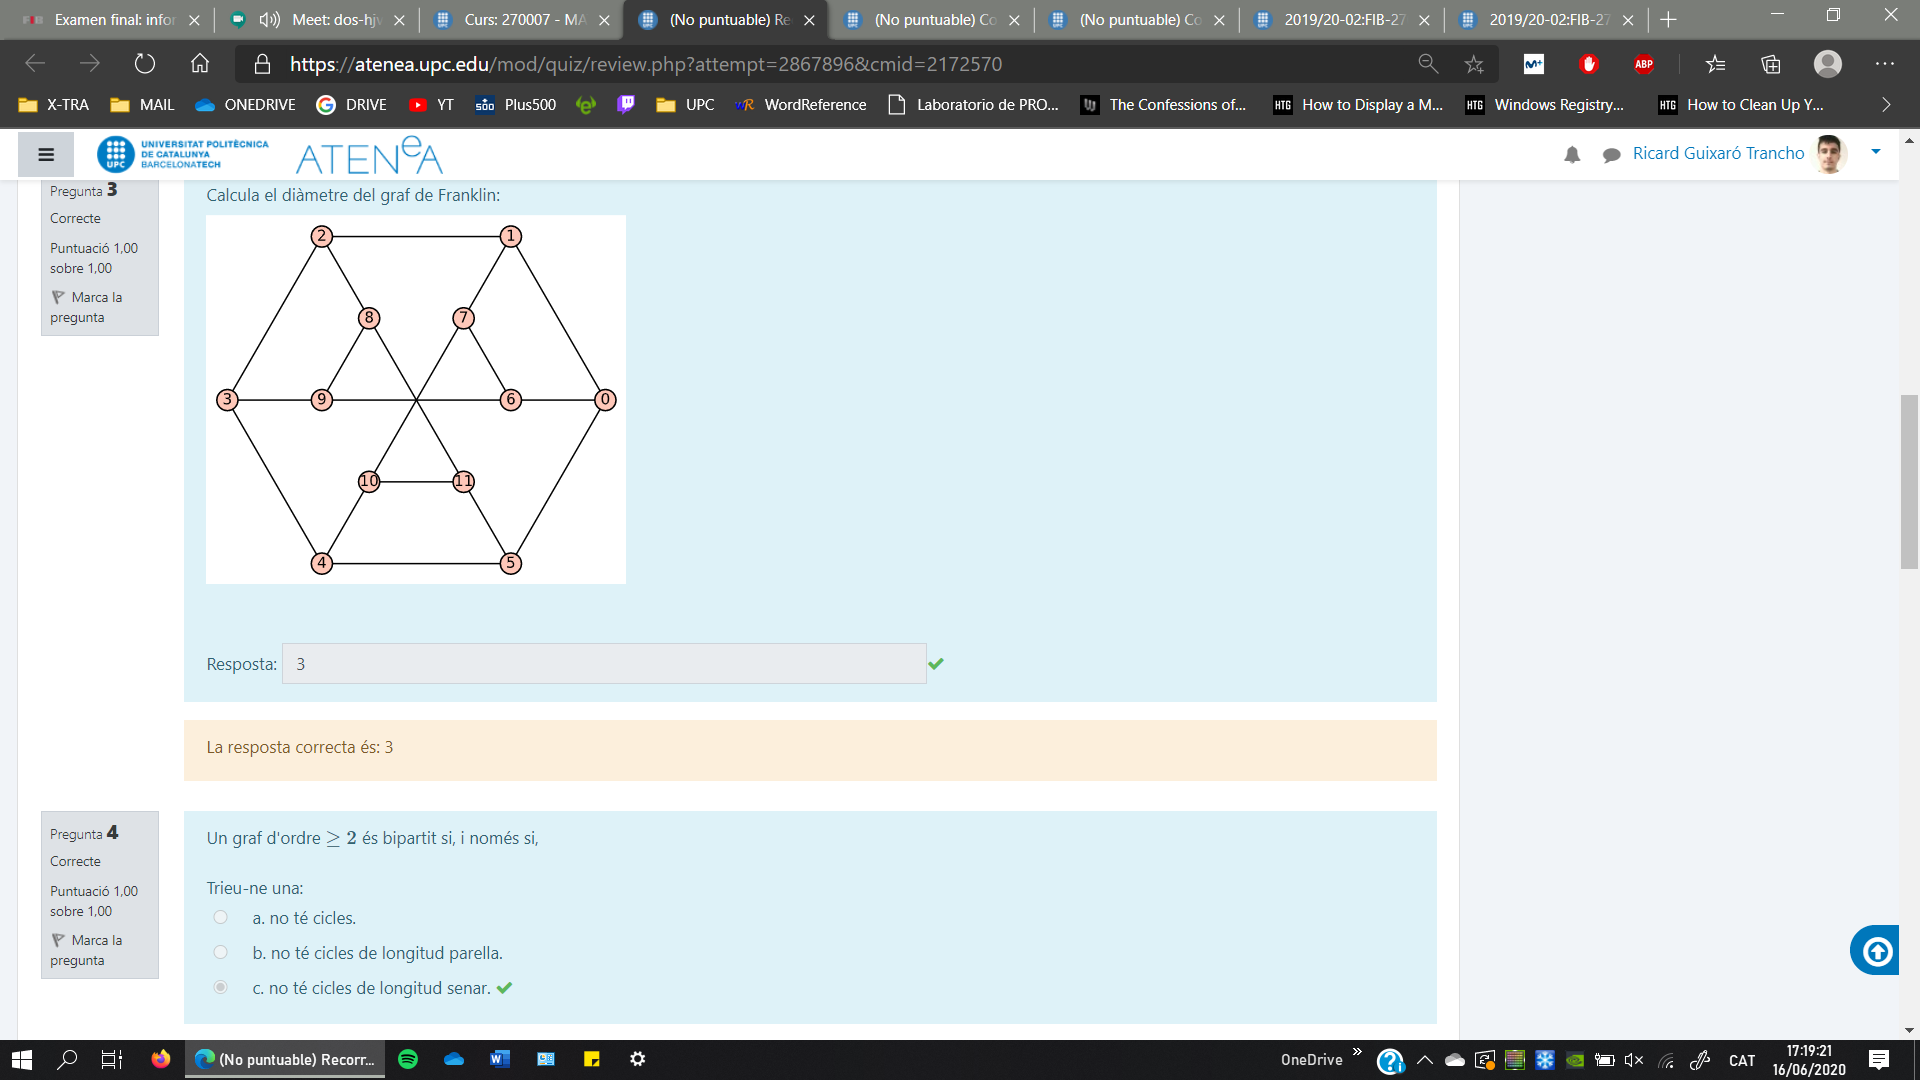 Examen final: infor
Meet: dos-hjv
Curs: 270007 - MA
(No puntuable) Re
(No puntuable) Co
(No puntuable) Co
2019/20-02:FIB-27
2019/20-02:FIB-27
https://atenea.upc.edu/mod/quiz/review.php?attempt=2867896&cmid=2172570
ABP
X-TRA
MAIL
ONEDRIVE
DRIVE
YT
Plus500
UPC
WordReference
Laboratorio de PRO...
The Confessions of...
HTG How to Display a M...
HTG Windows Registry...
HTG How to Clean Up Y...
UPC
UNIVERSITAT POLITÈCNICA
DE CATALUNYA
BARCELONATECH
ATENeA
Ricard Guixaró Trancho
Pregunta 3
Correcte
Puntuació 1,00
sobre 1,00
Marca la
pregunta
Calcula el diàmetre del graf de Franklin:
2
1
8
7
3
9
6
0
10
11
4
5
Resposta: 3
La resposta correcta és: 3
Pregunta 4
Correcte
Puntuació 1,00
sobre 1,00
Marca la
pregunta
Un graf d'ordre ≥ 2 és bipartit si, i només si,
Trieu-ne una:
a. no té cicles.
b. no té cicles de longitud parella.
c. no té cicles de longitud senar.
(No puntuable) Recorr...
OneDrive
CAT
17:19:21
16/06/2020